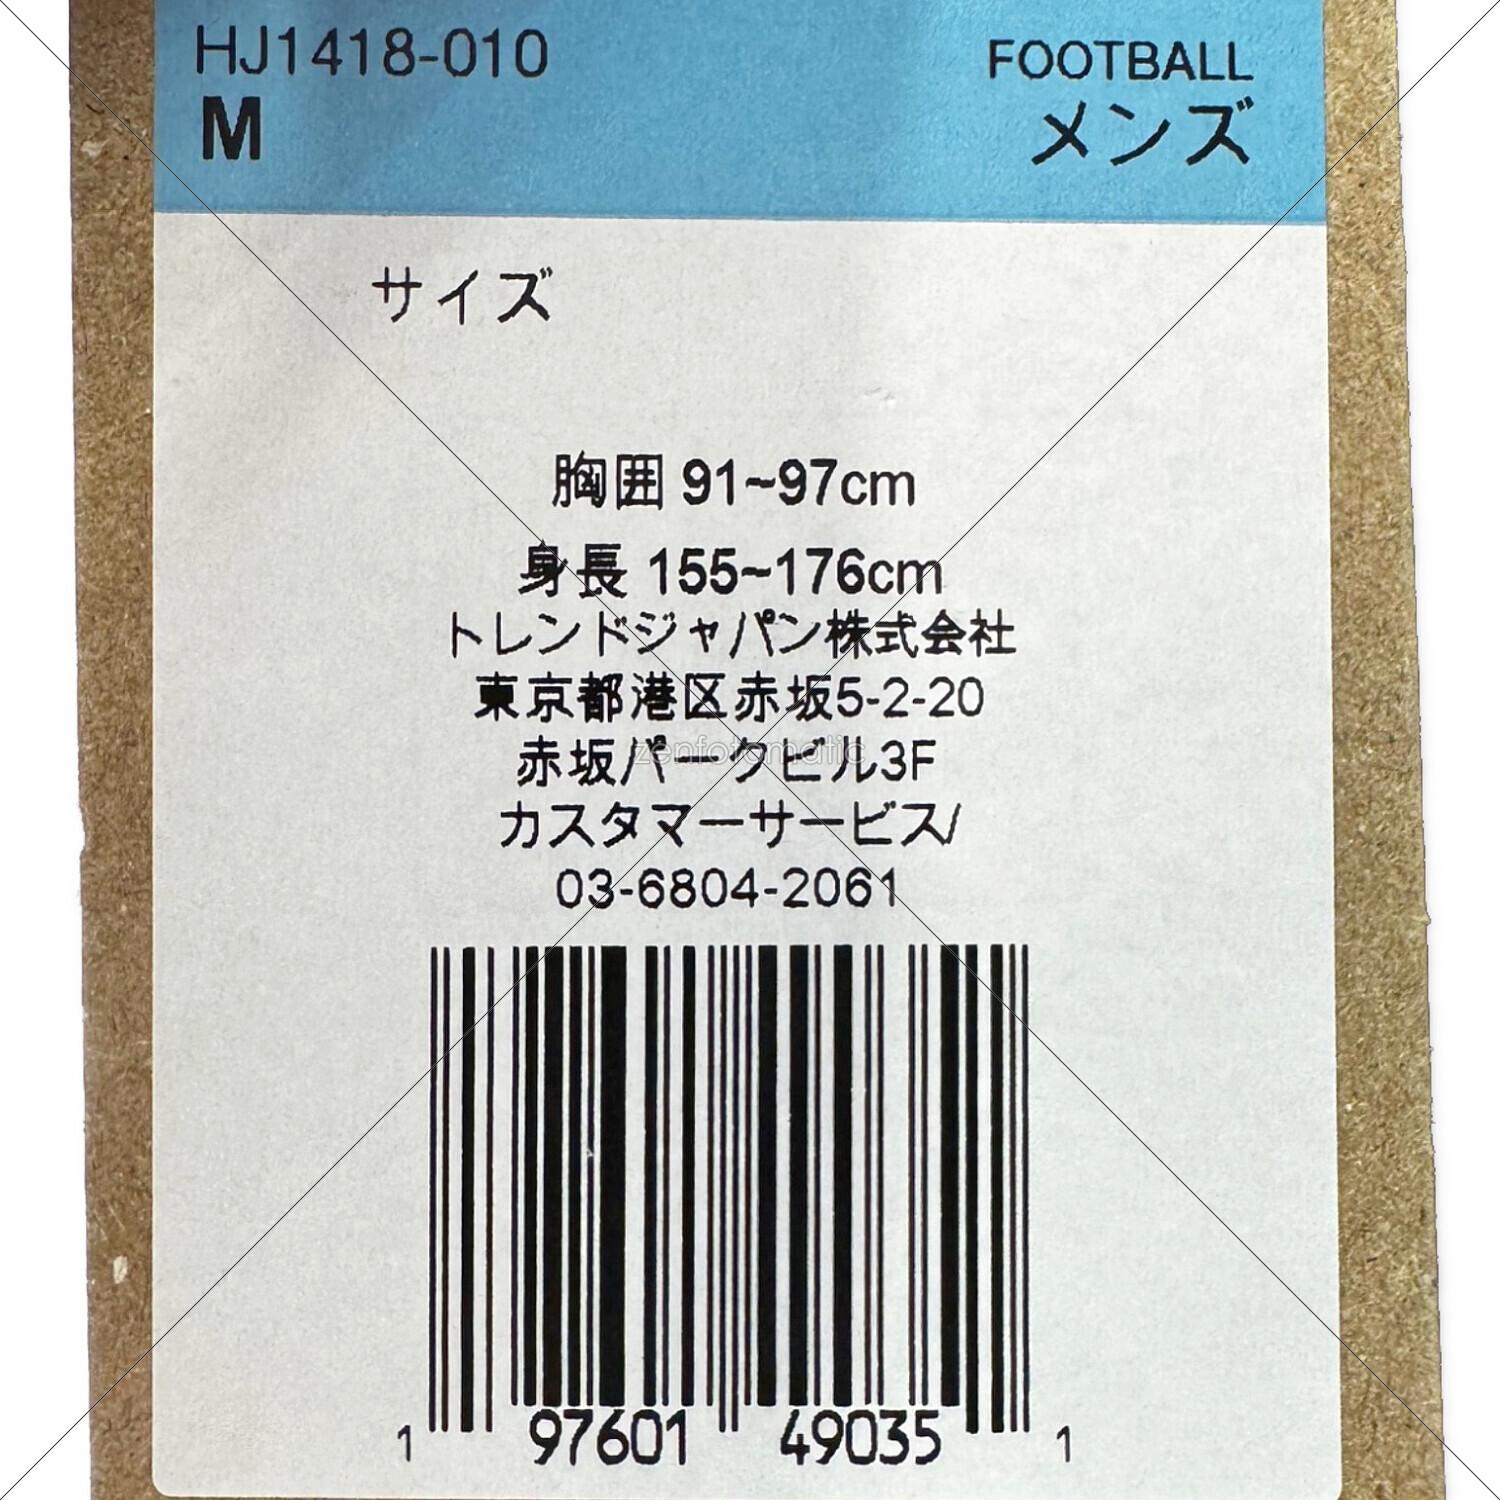 HJ1418-010
FOOTBALL
M
メンズ
サイズ
胸囲 91~97cm
身長 155~176cm
トレンドジャパン株式会社
東京都港区赤坂5-2-20
赤坂パークビル3F
カスタマーサービス/
03-6804-2061
zenfotomatic
1 97601 49035 1